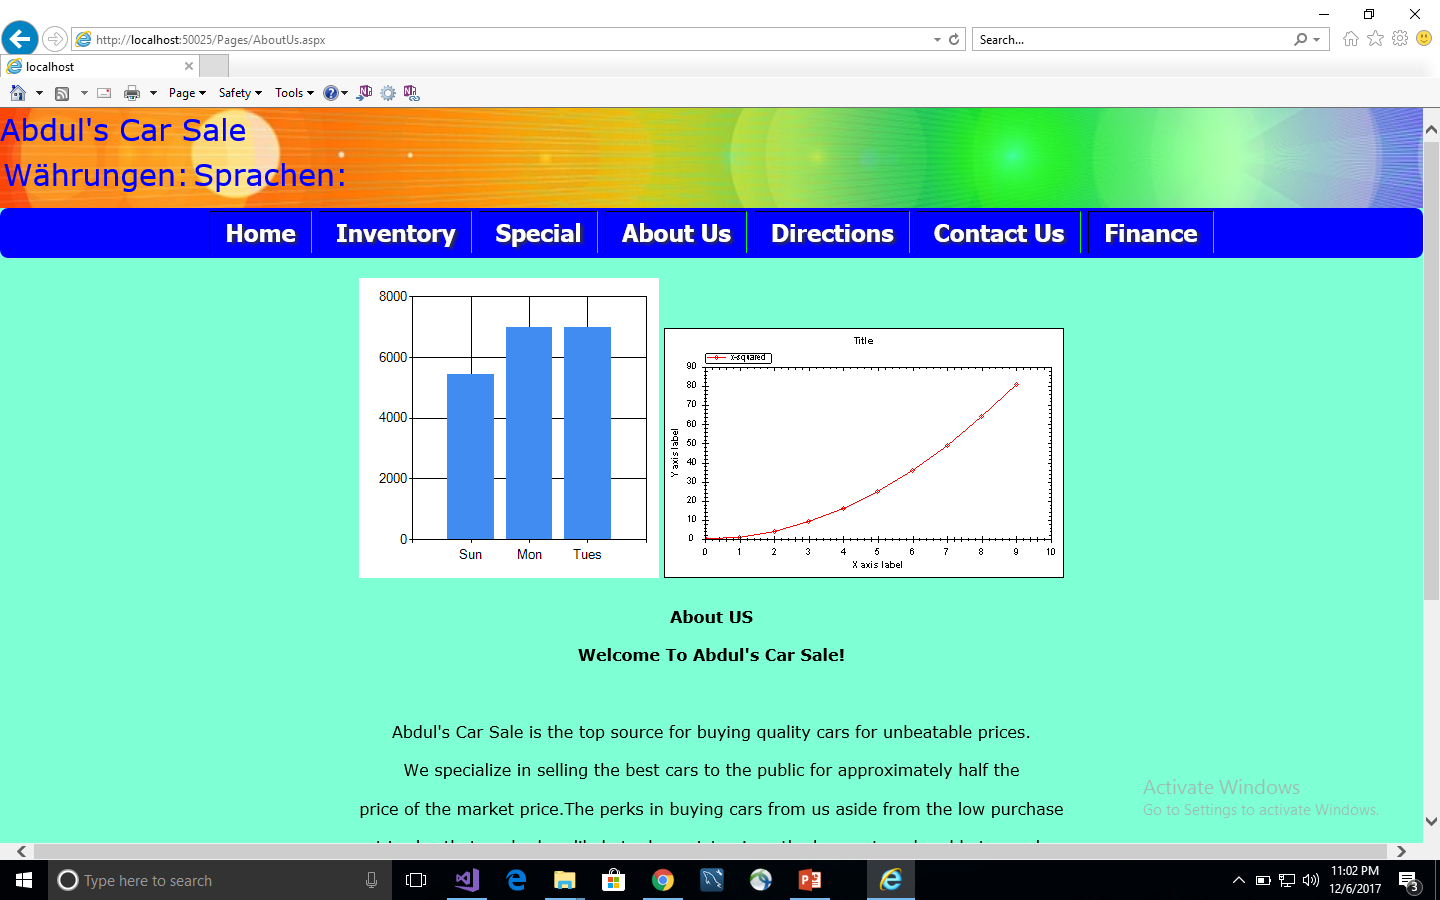 http://localhost:50025/Pages/AboutUs.aspx
Search...
localhost
Page Safety Tools
Abdul's Car Sale
Währungen: Sprachen:
Home Inventory Special About Us Directions Contact Us Finance
8000
6000
4000
2000
0
Sun Mon Tues
Title
x-squared
90
80
70
60
50
40
30
20
10
0
Y axis label
0 1 2 3 4 5 6 7 8 9 10
X axis label
About US
Welcome To Abdul's Car Sale!
Abdul's Car Sale is the top source for buying quality cars for unbeatable prices.
We specialize in selling the best cars to the public for approximately half the
price of the market price.The perks in buying cars from us aside from the low purchase
Activate Windows
Go to Settings to activate Windows.
Type here to search
11:02 PM
12/6/2017
3